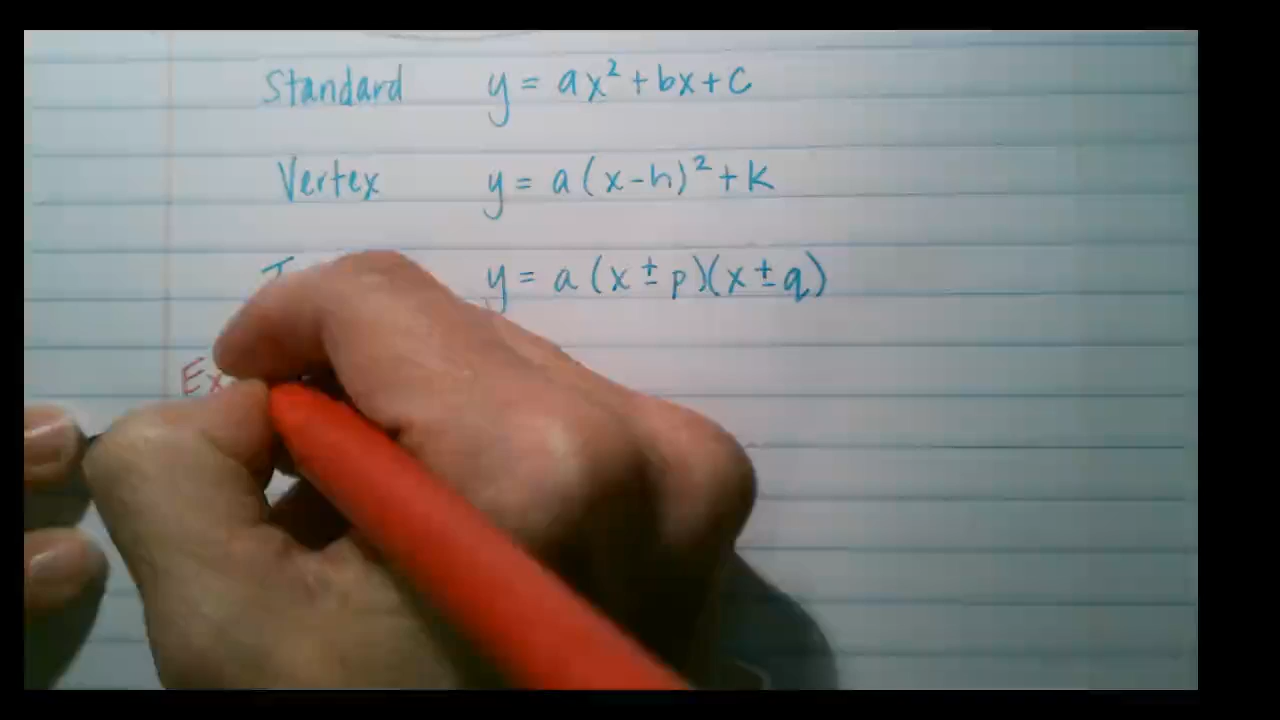 Standard y = ax² + bx + c
Vertex y = a(x-h)² + k
y = a(x ± p)(x ± q)